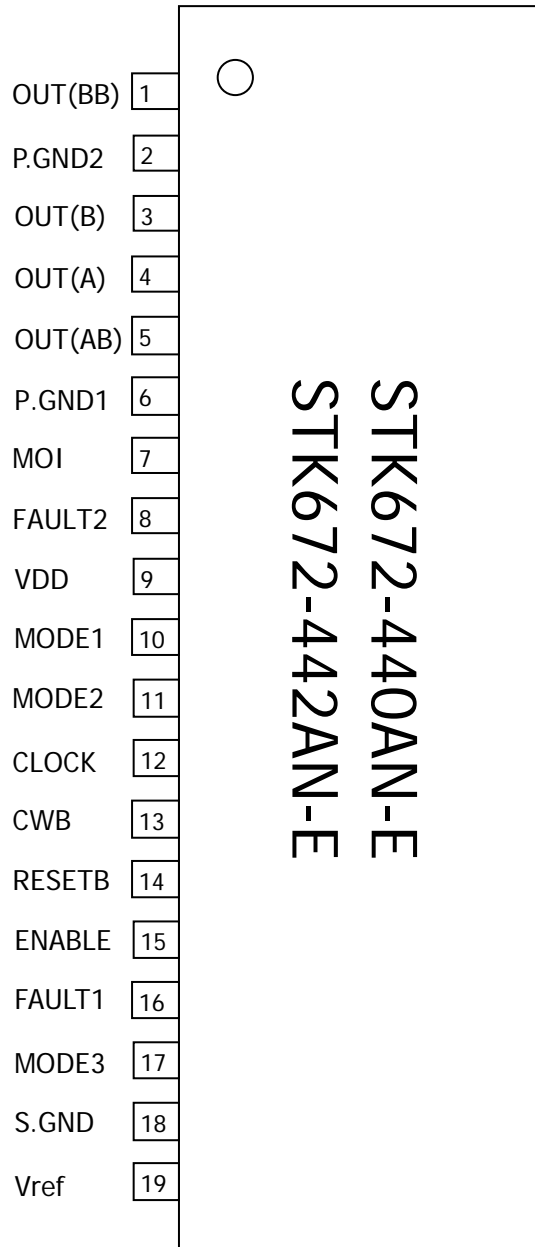 OUT(BB) 1
P.GND2 2
OUT(B) 3
OUT(A) 4
OUT(AB) 5
P.GND1 6
MOI 7
FAULT2 8
VDD 9
MODE1 10
MODE2 11
CLOCK 12
CWB 13
RESETB 14
ENABLE 15
FAULT1 16
MODE3 17
S.GND 18
Vref 19
STK672-440AN-E
STK672-442AN-E